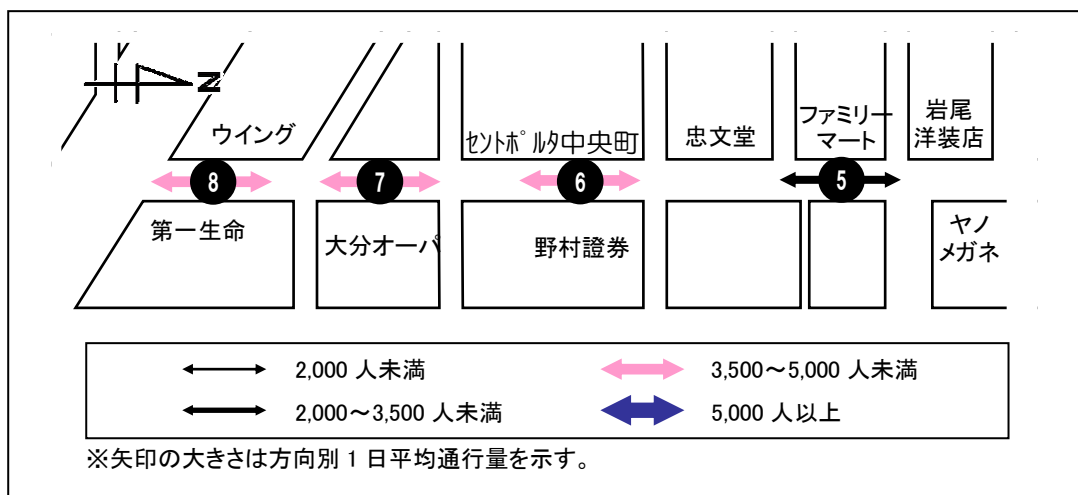 N
ウイング
セントポルタ中央町
忠文堂
ファミリー
マート
岩尾
洋装店
8
7
6
5
第一生命
大分オーパ
野村證券
ヤノ
メガネ
2,000 人未満
3,500～5,000 人未満
2,000～3,500 人未満
5,000 人以上
※矢印の大きさは方向別 1 日平均通行量を示す。